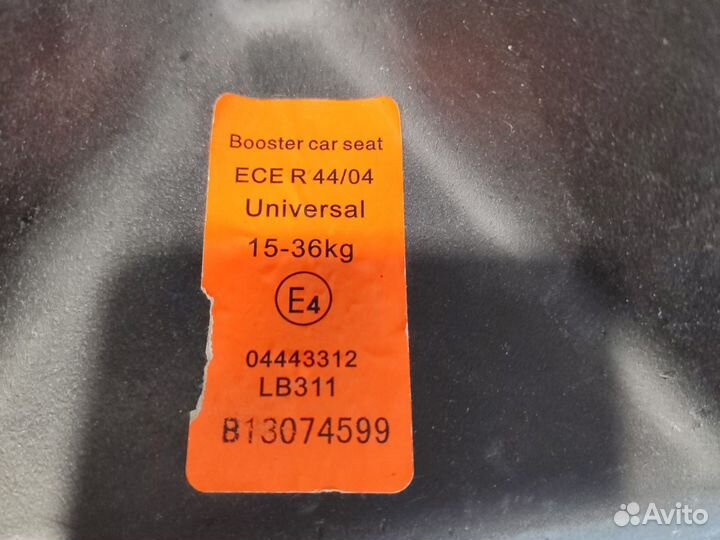 Booster car seat
ECE R 44/04
Universal
15-36kg
E4
04443312
LB311
B13074599
Avito